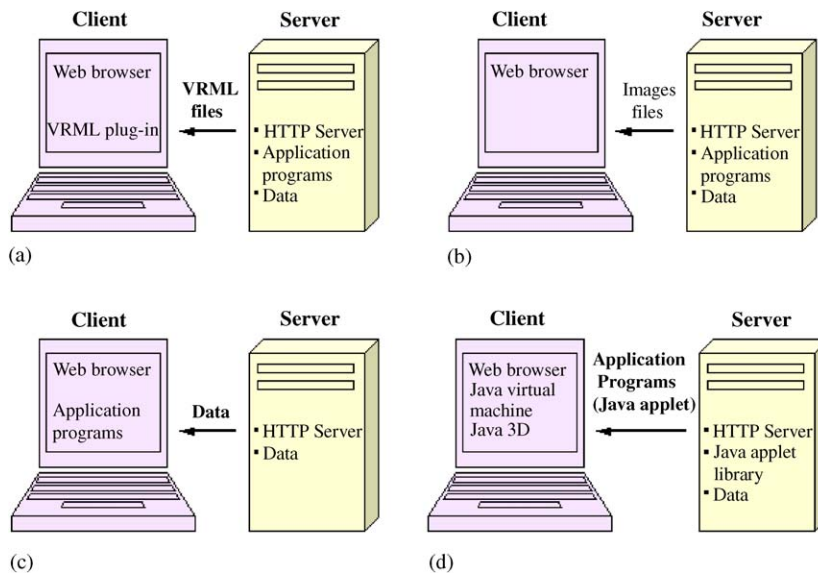 Client
Server
Web browser
VRML plug-in
VRML
files
▪ HTTP Server
▪ Application
programs
▪ Data
(a)
Client
Server
Web browser
Images
files
▪ HTTP Server
▪ Application
programs
▪ Data
(b)
Client
Server
Web browser
Application
programs
Data
▪ HTTP Server
▪ Data
(c)
Client
Server
Web browser
Java virtual
machine
Java 3D
Application
Programs
(Java applet)
▪ HTTP Server
▪ Java applet
library
▪ Data
(d)